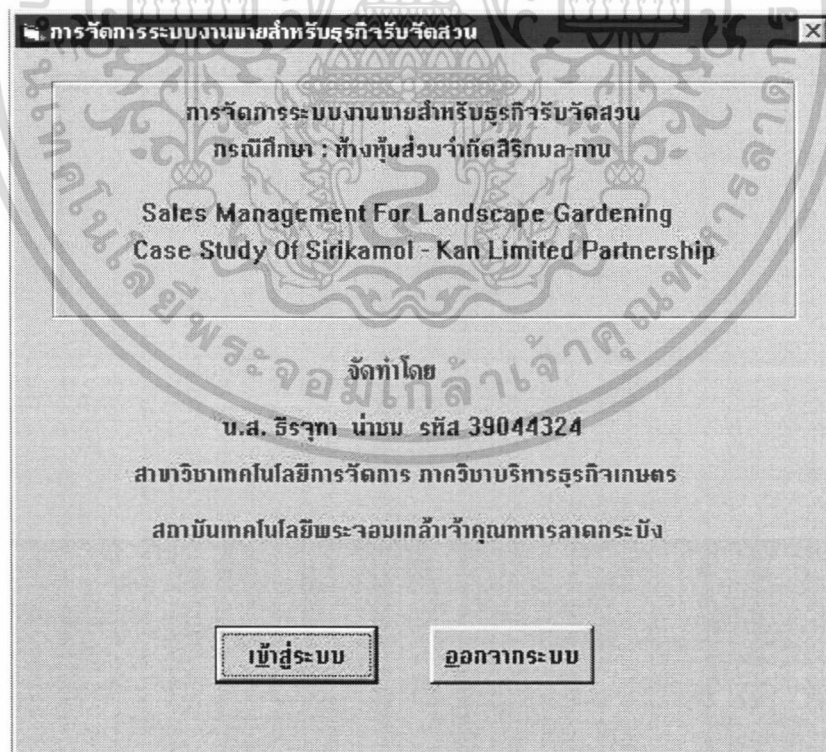 การจัดการระบบงานขายสำหรับธุรกิจรับจัดสวน
การจัดการระบบงานขายสำหรับธุรกิจรับจัดสวน
กรณีศึกษา : ห้างหุ้นส่วนจำกัดสิริกมล-กาน
Sales Management For Landscape Gardening
Case Study Of Sirikamol - Kan Limited Partnership
จัดทำโดย
น.ส. ธีรจุฑา น่าชม รหัส 39044324
สาขาวิชาเทคโนโลยีการจัดการ ภาควิชาบริหารธุรกิจเกษตร
สถาบันเทคโนโลยีพระจอมเกล้าเจ้าคุณทหารลาดกระบัง
เข้าสู่ระบบ
ออกจากระบบ